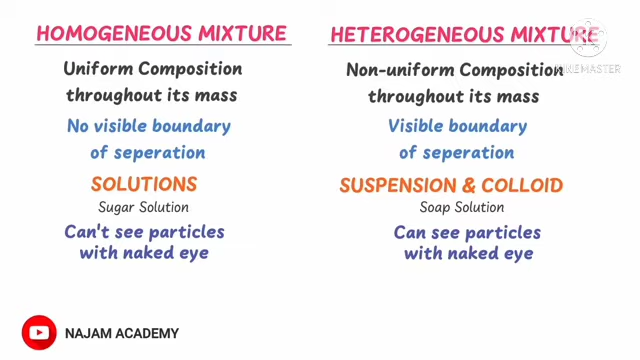 HOMOGENEOUS MIXTURE
Uniform Composition
throughout its mass
No visible boundary
of seperation
SOLUTIONS
Sugar Solution
Can't see particles
with naked eye
HETEROGENEOUS MIXTURE
Non-uniform Composition
throughout its mass
Visible boundary
of seperation
SUSPENSION & COLLOID
Soap Solution
Can see particles
with naked eye
NAJAM ACADEMY